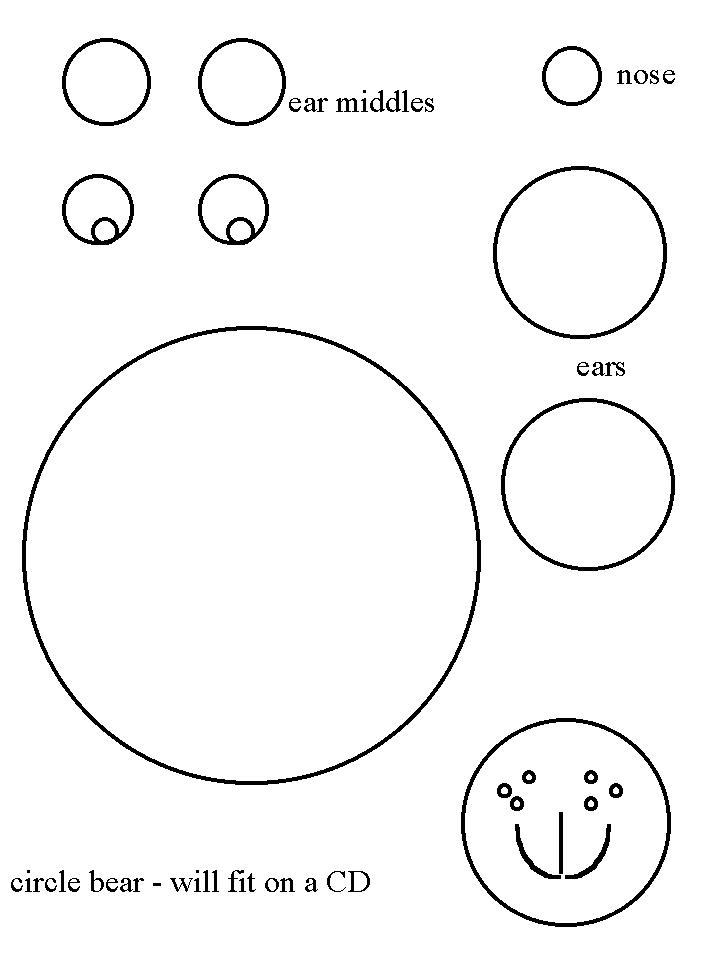 nose
ear middles
ears
circle bear - will fit on a CD